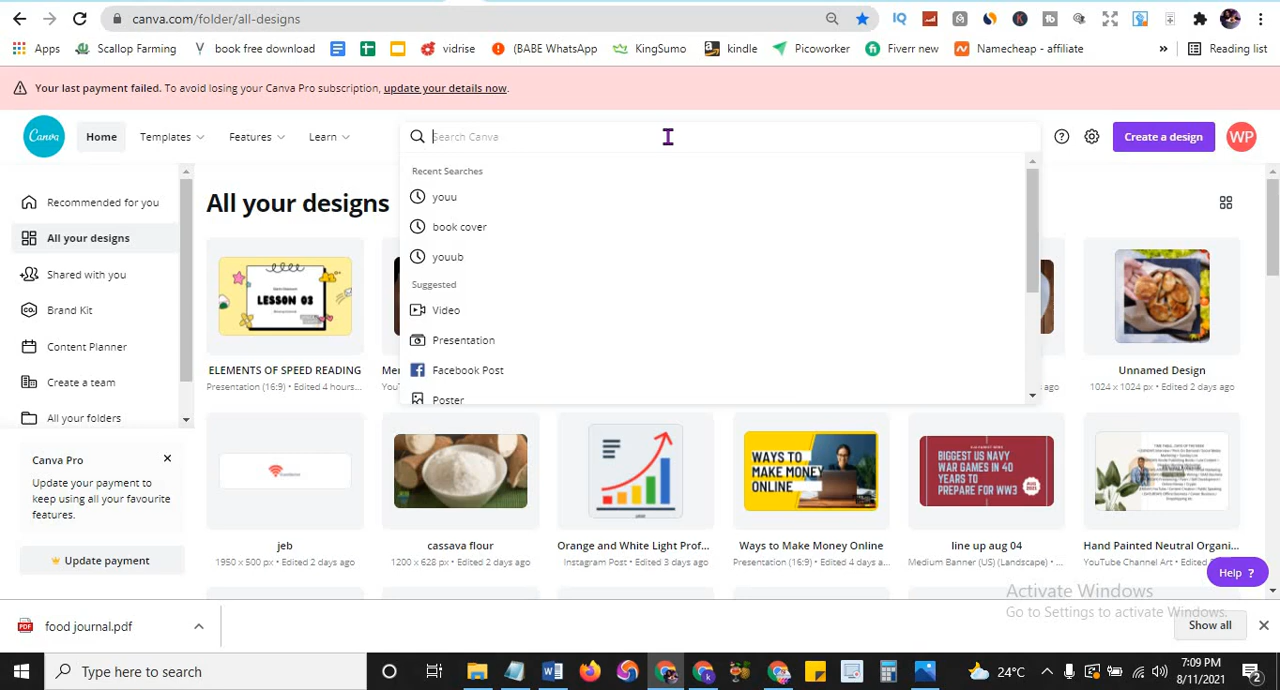 canva.com/folder/all-designs
Apps Scallop Farming book free download vidrise (BABE WhatsApp KingSumo kindle Picoworker Fiverr new Namecheap - affiliate » Reading list
Your last payment failed. To avoid losing your Canva Pro subscription, update your details now.
Canva Home Templates Features Learn Search Canva Create a design WP
Recent Searches
youu
book cover
youub
Suggested
Video
Presentation
Facebook Post
Poster
Recommended for you
All your designs
Shared with you
Brand Kit
Content Planner
Create a team
All your folders
Canva Pro
Update your payment to
keep using all your favourite
features.
Update payment
All your designs
LESSON 03
ELEMENTS OF SPEED READING
Presentation (16:9) • Edited 4 hours...
Unnamed Design
1024 x 1024 px • Edited 2 days ago
jeb
1950 x 500 px • Edited 2 days ago
cassava flour
1200 x 628 px • Edited 2 days ago
Orange and White Light Prof...
Instagram Post • Edited 3 days ago
WAYS TO
MAKE MONEY
ONLINE
Ways to Make Money Online
Presentation (16:9) • Edited 4 days a...
BIGGEST US NAVY
WAR GAMES IN 40
YEARS TO
PREPARE FOR WW3
line up aug 04
Medium Banner (US) (Landscape) • ...
Hand Painted Neutral Organi...
YouTube Channel Art • Edited
Help ?
Activate Windows
Go to Settings to activate Windows.
food journal.pdf
Show all
Type here to search
24°C
7:09 PM
8/11/2021
2